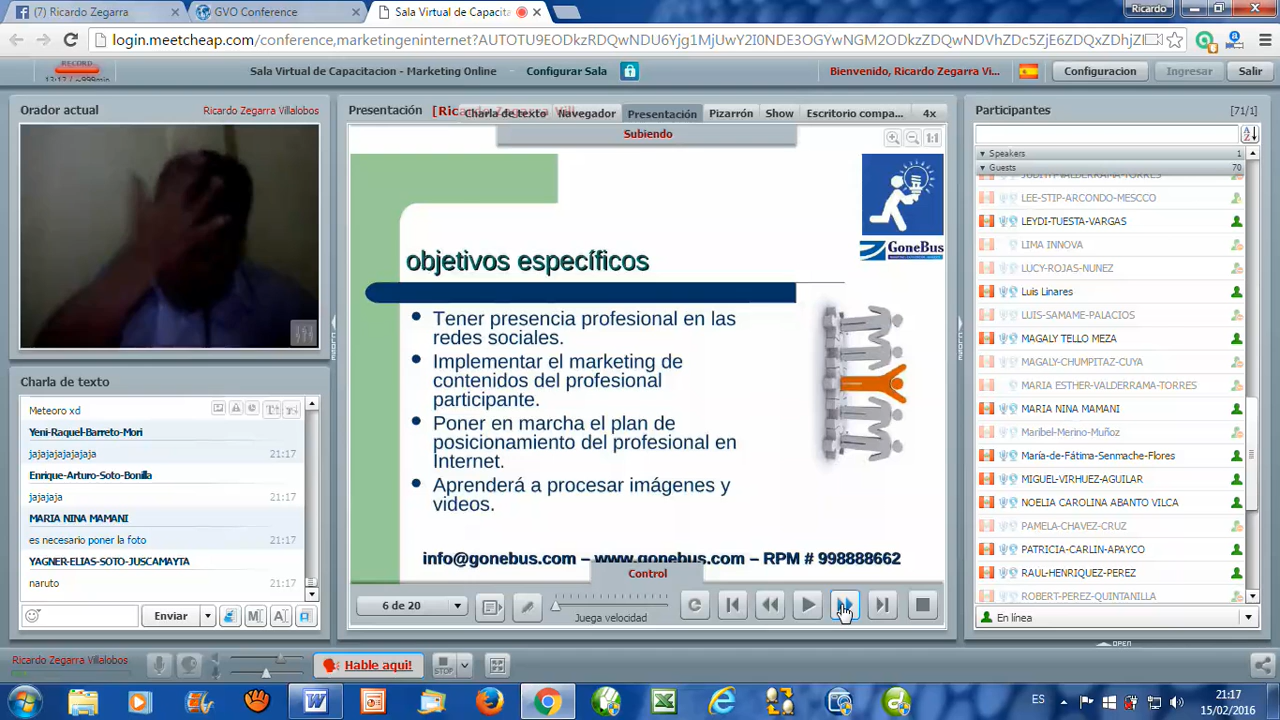 (7) Ricardo Zegarra
GVO Conference
Sala Virtual de Capacita
Ricardo
login.meetcheap.com/conference,marketingeninternet?
RECORD
Sala Virtual de Capacitacion - Marketing Online
Configurar Sala
Bienvenido, Ricardo Zegarra Vi...
Configuracion
Ingresar
Salir
Orador actual
Ricardo Zegarra Villalobos
Presentación
Charla de texto
Navegador
Presentación
Pizarrón
Show
Escritorio compa...
4x
Subiendo
1:1
GoneBus
objetivos específicos
• Tener presencia profesional en las
redes sociales.
• Implementar el marketing de
contenidos del profesional
participante.
• Poner en marcha el plan de
posicionamiento del profesional en
Internet.
• Aprenderá a procesar imágenes y
videos.
info@gonebus.com – www.gonebus.com – RPM # 998888662
Control
6 de 20
Juega velocidad
Charla de texto
Meteoro xd
Yeni-Raquel-Barreto-Mori
jajajajajajaja 21:17
Enrique-Arturo-Soto-Bonilla
jajajaja 21:17
MARIA NINA MAMANI
es necesario poner la foto 21:17
YAGNER-ELIAS-SOTO-JUSCAMAYTA
naruto 21:17
Enviar
Participantes [71/1]
Speakers 1
Guests 70
LEE-STIP-ARCONDO-MESCCO
LEYDI-TUESTA-VARGAS
LIMA INNOVA
LUCY-ROJAS-NUNEZ
Luis Linares
LUIS-SAMAME-PALACIOS
MAGALY TELLO MEZA
MAGALY-CHUMPITAZ-CUYA
MARIA ESTHER-VALDERRAMA-TORRES
MARIA NINA MAMANI
Maribel-Merino-Muñoz
María-de-Fátima-Senmache-Flores
MIGUEL-VIRHUEZ-AGUILAR
NOELIA CAROLINA ABANTO VILCA
PAMELA-CHAVEZ-CRUZ
PATRICIA-CARLIN-APAYCO
RAUL-HENRIQUEZ-PEREZ
ROBERT-PEREZ-QUINTANILLA
En línea
OPEN
Ricardo Zegarra Villalobos
Hable aqui!
STOP
ES
21:17
15/02/2016